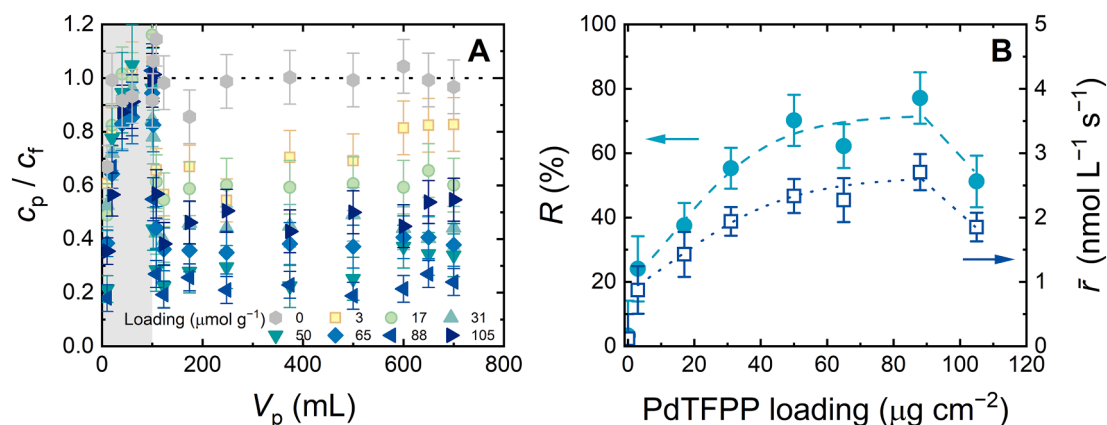 A
1.2
1.0
0.8
0.6
0.4
0.2
0.0
c_p / c_f
Loading (μmol g⁻¹) 0 3 17 31
50 65 88 105
0 200 400 600 800
V_p (mL)
B
100
80
60
40
20
0
R (%)
5
4
3
2
1
0
r̄ (nmol L⁻¹ s⁻¹)
0 20 40 60 80 100 120
PdTFPP loading (μg cm⁻²)